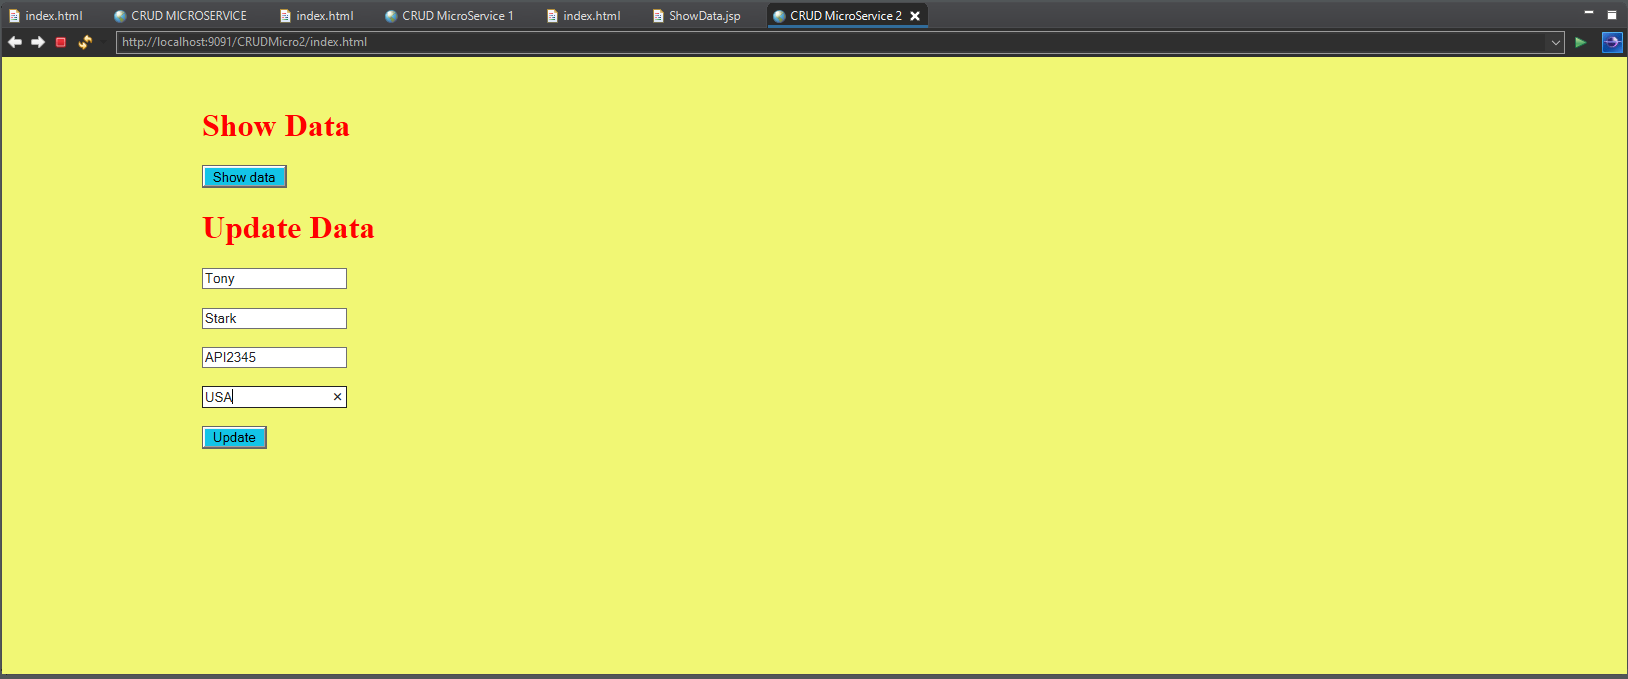 index.html CRUD MICROSERVICE index.html CRUD MicroService 1 index.html ShowData.jsp CRUD MicroService 2
http://localhost:9091/CRUDMicro2/index.html
Show Data
Show data
Update Data
Tony
Stark
API2345
USA
Update